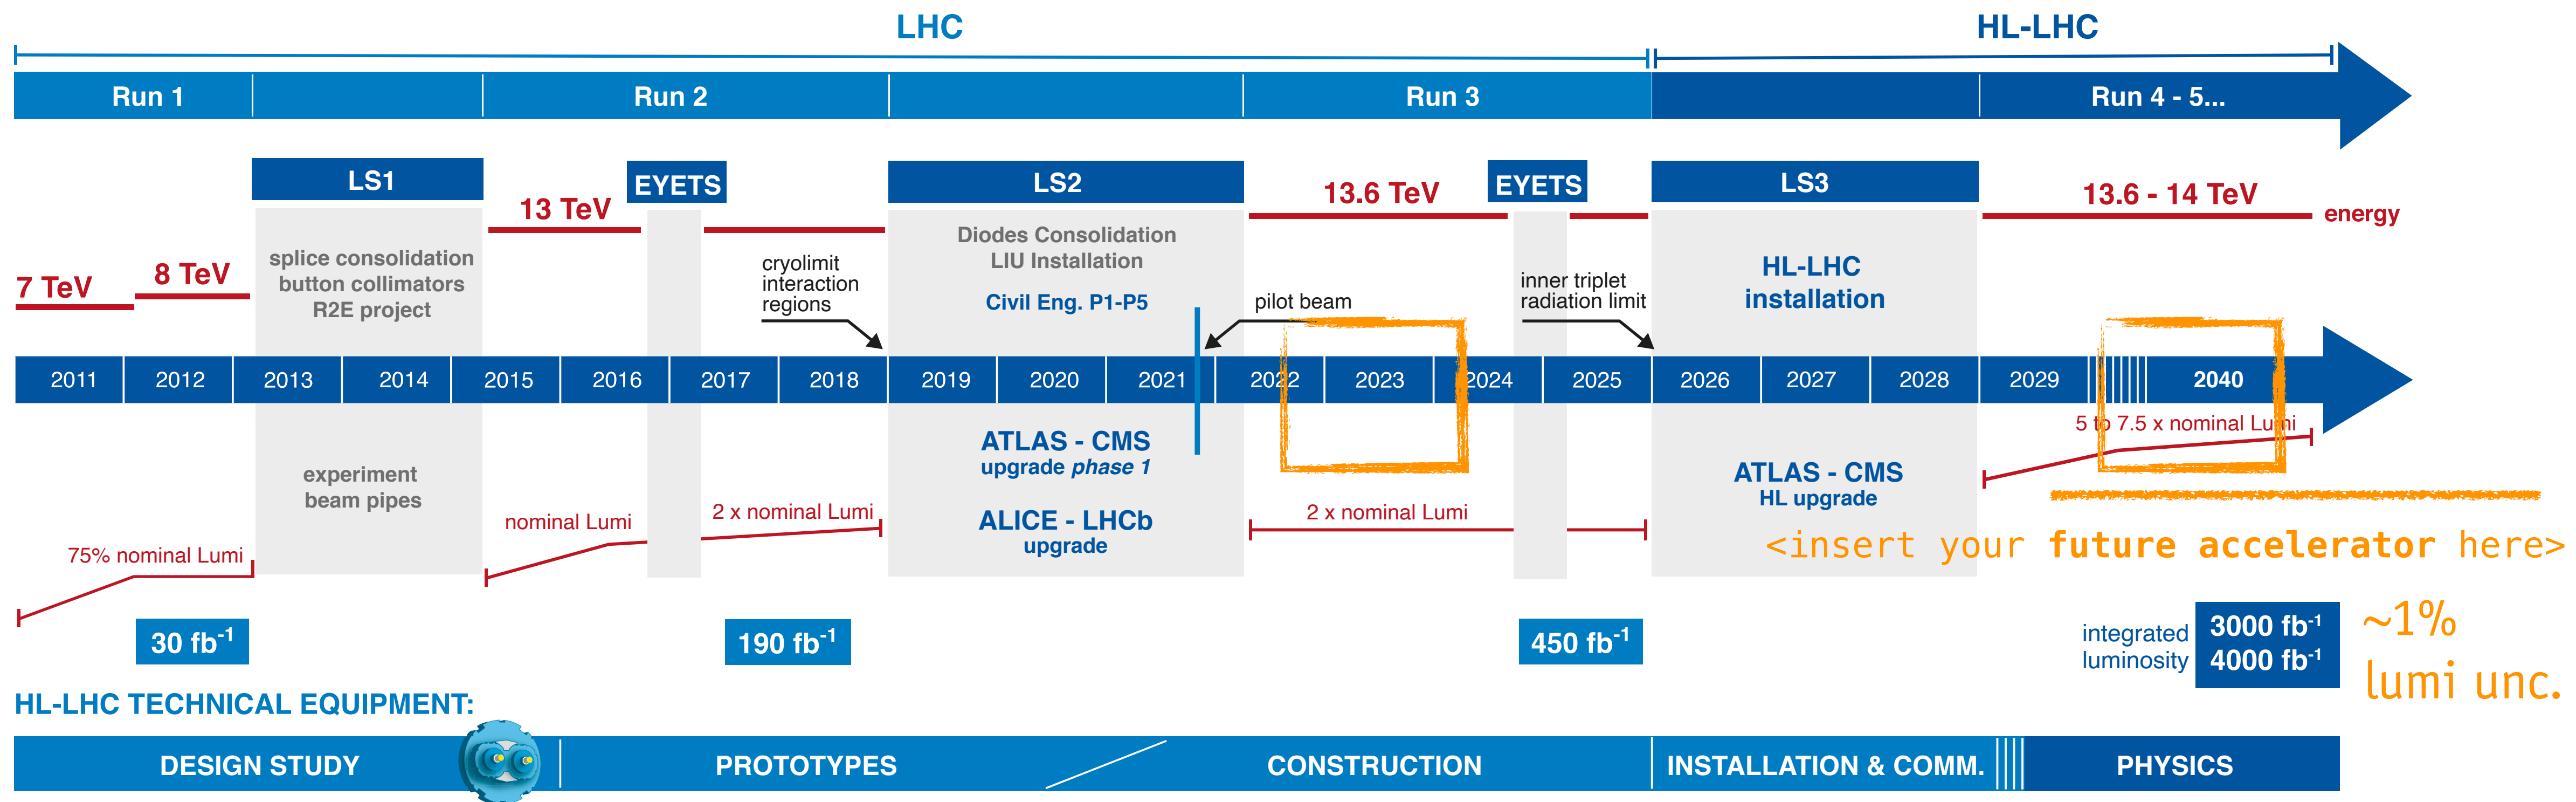 LHC
HL-LHC
Run 1
Run 2
Run 3
Run 4 - 5...
LS1
EYETS
LS2
EYETS
LS3
13 TeV
13.6 TeV
13.6 - 14 TeV
energy
7 TeV
8 TeV
splice consolidation
button collimators
R2E project
cryolimit
interaction
regions
Diodes Consolidation
LIU Installation
Civil Eng. P1-P5
pilot beam
inner triplet
radiation limit
HL-LHC
installation
2011
2012
2013
2014
2015
2016
2017
2018
2019
2020
2021
2022
2023
2024
2025
2026
2027
2028
2029
2040
5 to 7.5 x nominal Lumi
experiment
beam pipes
ATLAS - CMS
upgrade phase 1
ALICE - LHCb
upgrade
ATLAS - CMS
HL upgrade
75% nominal Lumi
nominal Lumi
2 x nominal Lumi
2 x nominal Lumi
<insert your future accelerator here>
30 fb-1
190 fb-1
450 fb-1
integrated
luminosity
3000 fb-1
4000 fb-1
~1%
lumi unc.
HL-LHC TECHNICAL EQUIPMENT:
DESIGN STUDY
PROTOTYPES
CONSTRUCTION
INSTALLATION & COMM.
PHYSICS